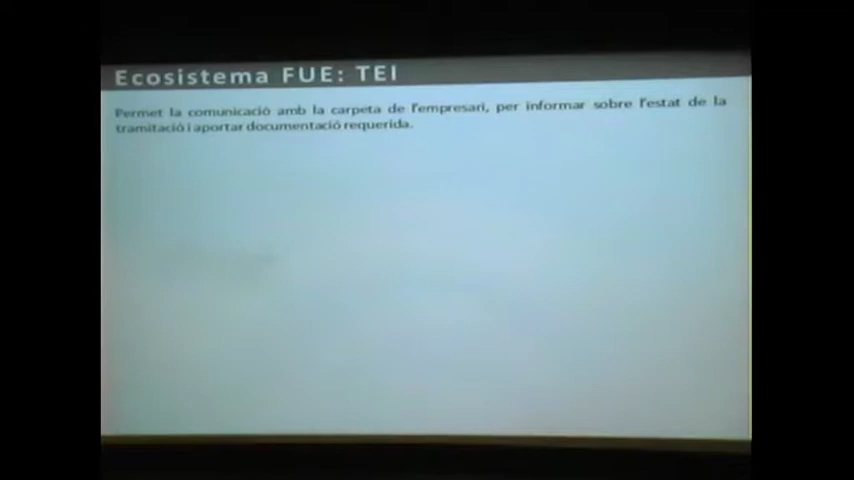 Ecosistema FUE: TEI
Permet la comunicació amb la carpeta de l'empresari, per informar sobre l'estat de la
tramitació i aportar documentació requerida.